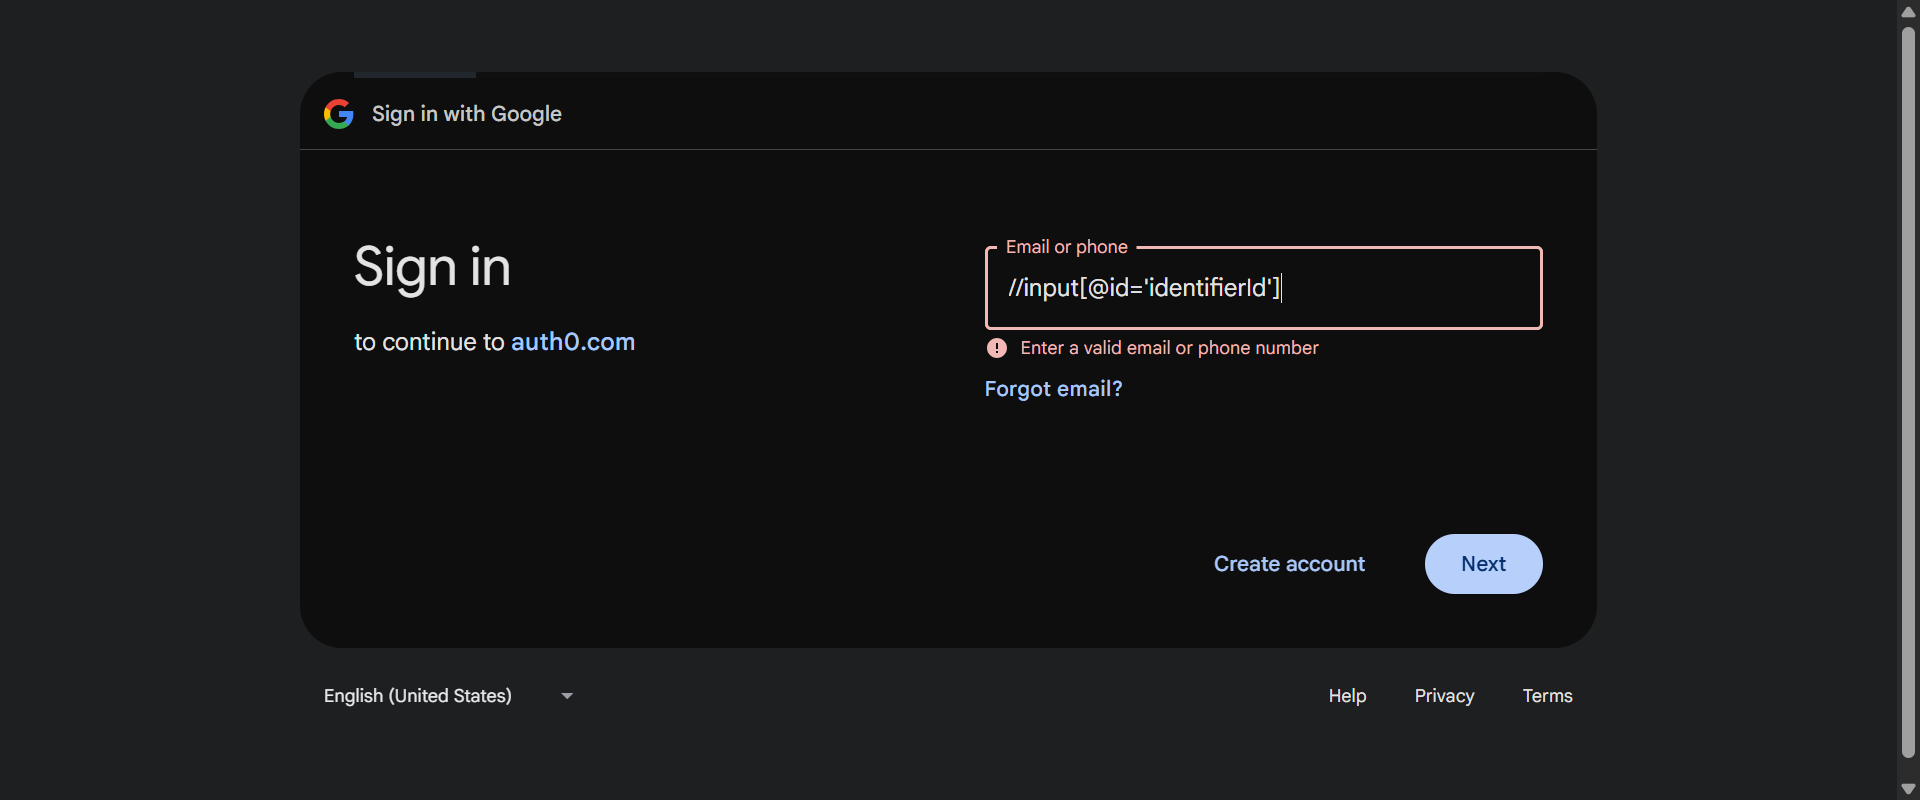 Sign in with Google
Sign in
to continue to auth0.com
Email or phone
//input[@id='identifierId']
Enter a valid email or phone number
Forgot email?
Create account
Next
English (United States)
Help
Privacy
Terms